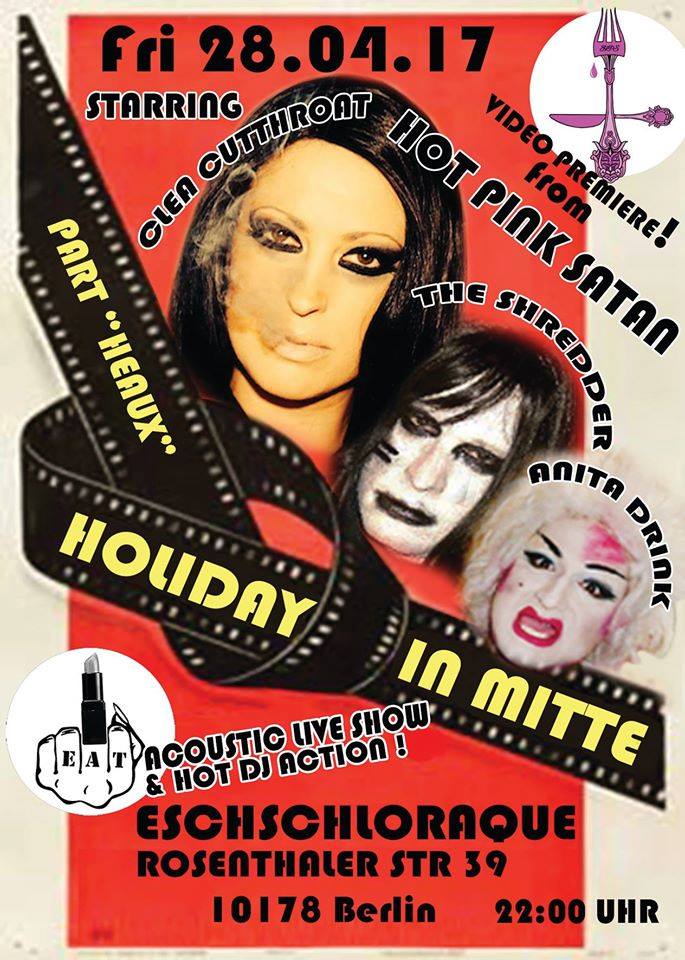 Fri 28.04.17
STARRING
CLEA CUTTHROAT
HOT PINK SATAN
VIDEO PREMIERE!
from
THE SHREDDER
ANITA DRINK
PART "HEAUX"
HOLIDAY
IN MITTE
EAT
ACOUSTIC LIVE SHOW
& HOT DJ ACTION !
ESCHSCHLORAQUE
ROSENTHALER STR 39
10178 Berlin
22:00 UHR